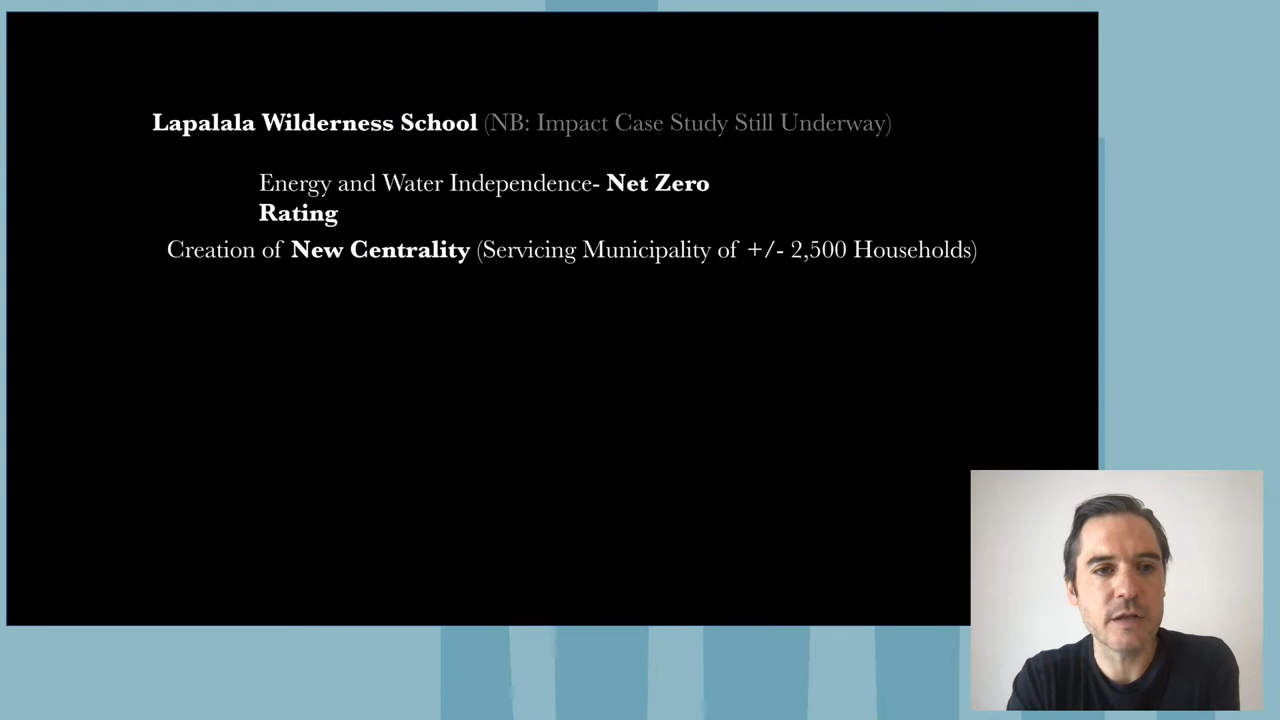 Lapalala Wilderness School (NB: Impact Case Study Still Underway)
Energy and Water Independence- Net Zero
Rating
Creation of New Centrality (Servicing Municipality of +/- 2,500 Households)